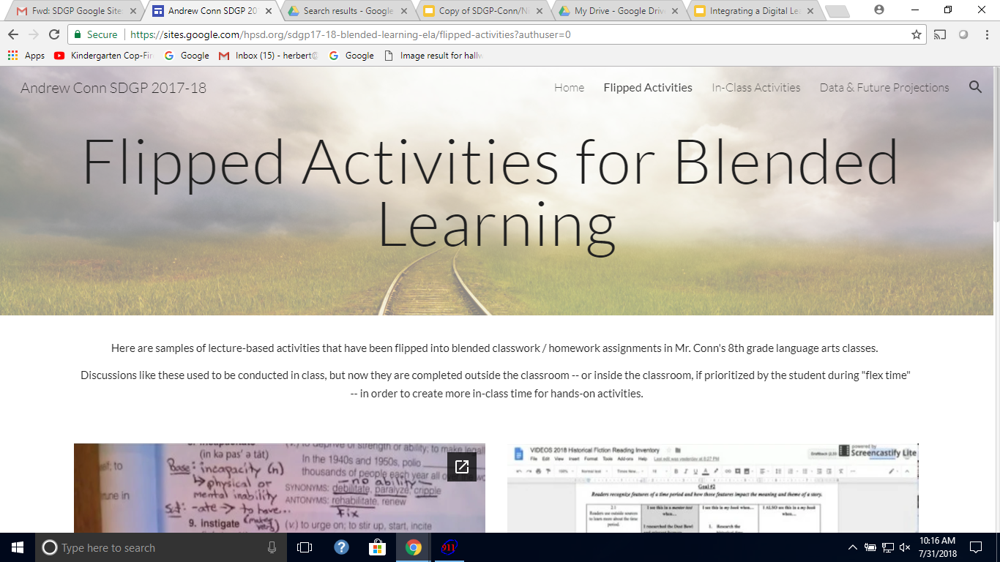 Fwd: SDGP Google Site
Andrew Conn SDGP 20
Search results - Google
Copy of SDGP-Conn/Ni
My Drive - Google Driv
Integrating a Digital Lea
Secure
https://sites.google.com/hpsd.org/sdgp17-18-blended-learning-ela/flipped-activities?authuser=0
Apps
Kindergarten Cop-Fir
Google
Inbox (15) - herbert@
Google
Image result for hallw
Andrew Conn SDGP 2017-18
Home
Flipped Activities
In-Class Activities
Data & Future Projections
Flipped Activities for Blended
Learning
Here are samples of lecture-based activities that have been flipped into blended classwork / homework assignments in Mr. Conn's 8th grade language arts classes.
Discussions like these used to be conducted in class, but now they are completed outside the classroom -- or inside the classroom, if prioritized by the student during "flex time"
-- in order to create more in-class time for hands-on activities.
(v.) to deprive of strength or ability; to make legal
(in kə pas' ə tāt)
In the 1940s and 1950s, polio
thousands of people each year all over the wo
Base: incapacity (n)
↳ physical or
mental inability
- no ability -
SYNONYMS: debilitate, paralyze, cripple
ANTONYMS: rehabilitate, renew
fix
-ate → to have...
(makes
9. Instigate
(v.) to urge on; to stir up, start, incite
; to
une in
VIDEOS 2018 Historical Fiction Reading Inventory
File Edit View Insert Format Tools Add-ons Help
Last edit was yesterday at 8:27 PM
powered by
Screencastify Lite
Goal #2
Readers recognize features of a time period and how those features impact the meaning and theme of a story.
2.1
Readers use outside sources
to learn more about the time
period.
I see this in a mentor text
when...
I researched the Dust Bowl
I see this in my book when...
1. Research the
I ALSO see this in my book
when...
Type here to search
911
10:16 AM
7/31/2018